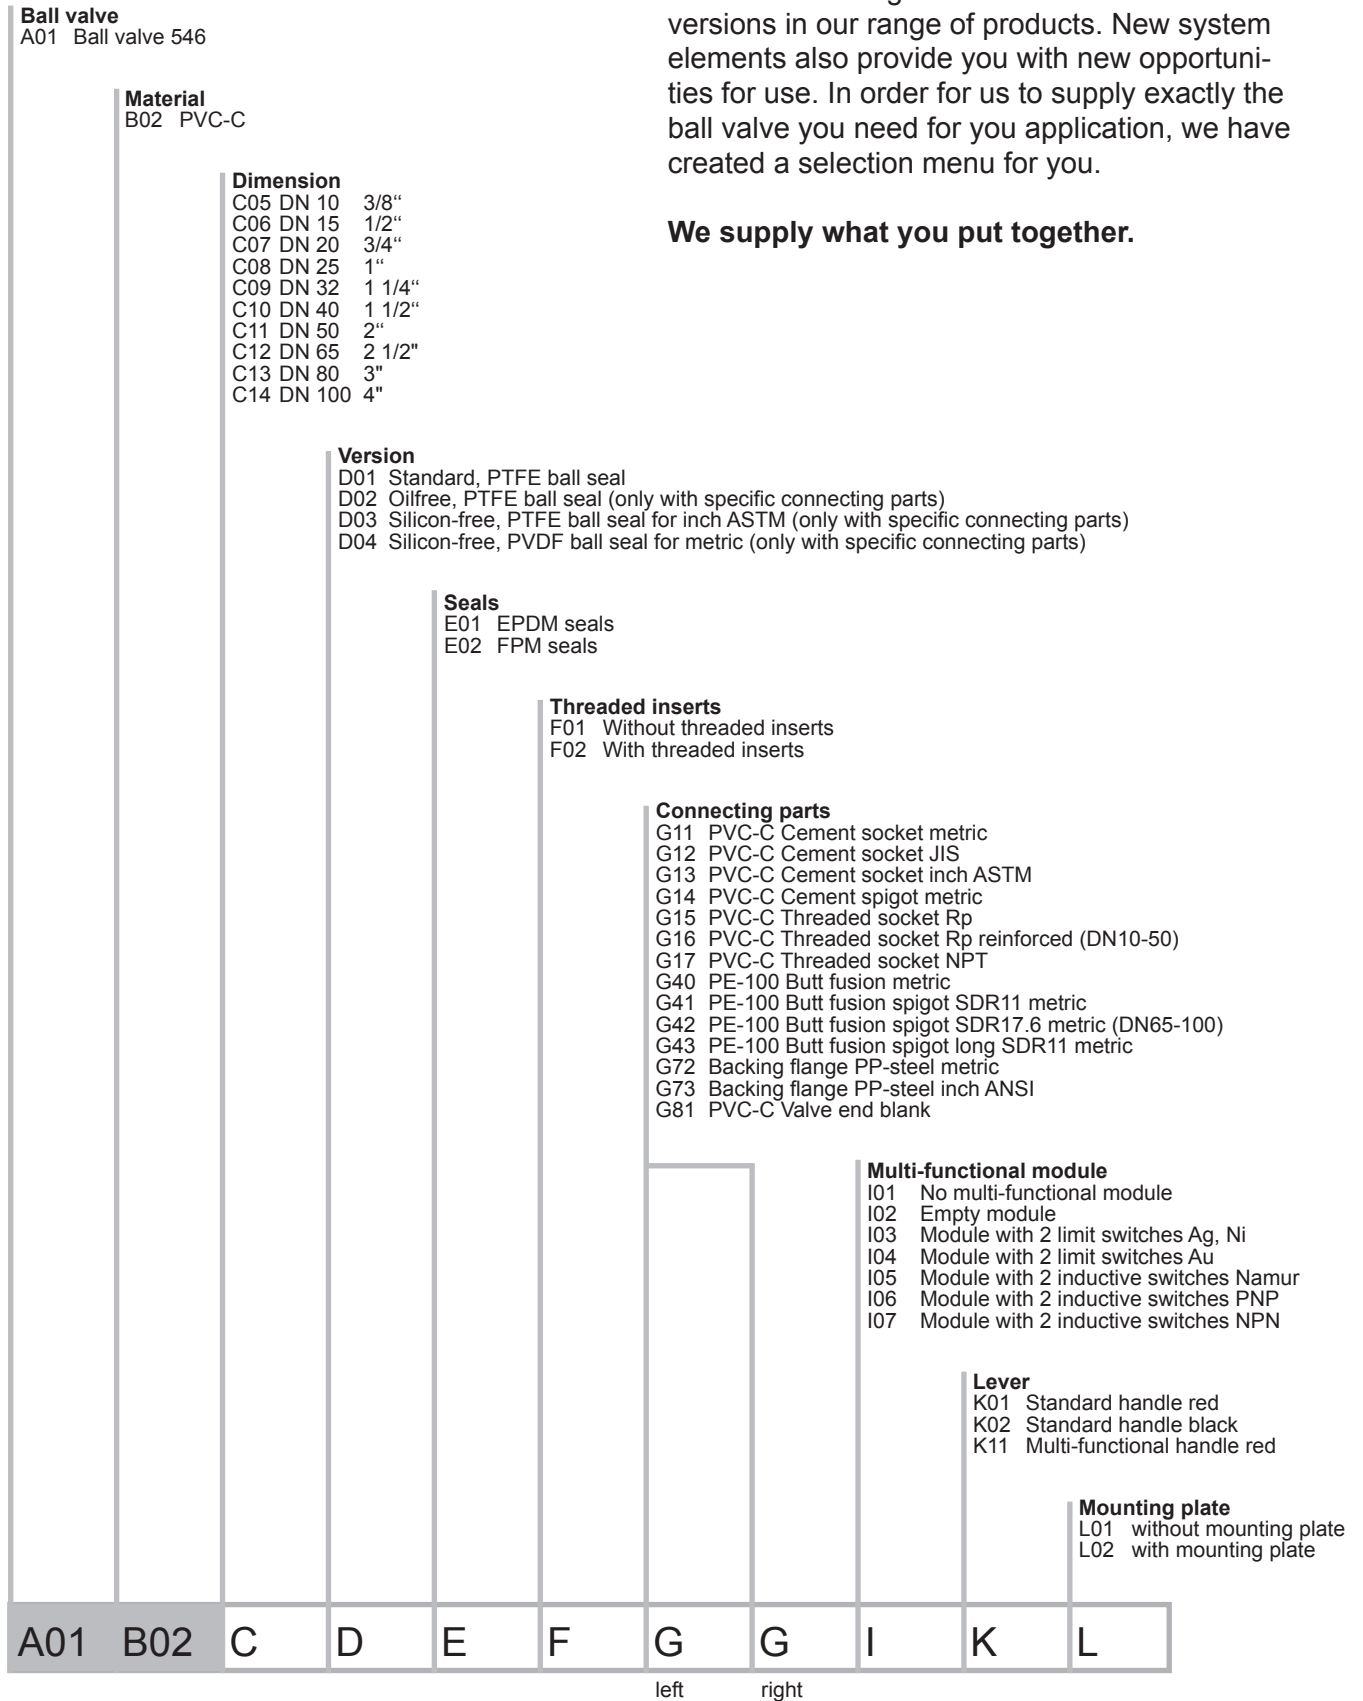 Ball valve
A01 Ball valve 546
versions in our range of products. New system
elements also provide you with new opportuni-
ties for use. In order for us to supply exactly the
ball valve you need for you application, we have
created a selection menu for you.
We supply what you put together.
Material
B02 PVC-C
Dimension
C05 DN 10 3/8“
C06 DN 15 1/2“
C07 DN 20 3/4“
C08 DN 25 1“
C09 DN 32 1 1/4“
C10 DN 40 1 1/2“
C11 DN 50 2“
C12 DN 65 2 1/2"
C13 DN 80 3"
C14 DN 100 4"
Version
D01 Standard, PTFE ball seal
D02 Oilfree, PTFE ball seal (only with specific connecting parts)
D03 Silicon-free, PTFE ball seal for inch ASTM (only with specific connecting parts)
D04 Silicon-free, PVDF ball seal for metric (only with specific connecting parts)
Seals
E01 EPDM seals
E02 FPM seals
Threaded inserts
F01 Without threaded inserts
F02 With threaded inserts
Connecting parts
G11 PVC-C Cement socket metric
G12 PVC-C Cement socket JIS
G13 PVC-C Cement socket inch ASTM
G14 PVC-C Cement spigot metric
G15 PVC-C Threaded socket Rp
G16 PVC-C Threaded socket Rp reinforced (DN10-50)
G17 PVC-C Threaded socket NPT
G40 PE-100 Butt fusion metric
G41 PE-100 Butt fusion spigot SDR11 metric
G42 PE-100 Butt fusion spigot SDR17.6 metric (DN65-100)
G43 PE-100 Butt fusion spigot long SDR11 metric
G72 Backing flange PP-steel metric
G73 Backing flange PP-steel inch ANSI
G81 PVC-C Valve end blank
Multi-functional module
I01 No multi-functional module
I02 Empty module
I03 Module with 2 limit switches Ag, Ni
I04 Module with 2 limit switches Au
I05 Module with 2 inductive switches Namur
I06 Module with 2 inductive switches PNP
I07 Module with 2 inductive switches NPN
Lever
K01 Standard handle red
K02 Standard handle black
K11 Multi-functional handle red
Mounting plate
L01 without mounting plate
L02 with mounting plate
A01 B02 C D E F G G I K L
left right